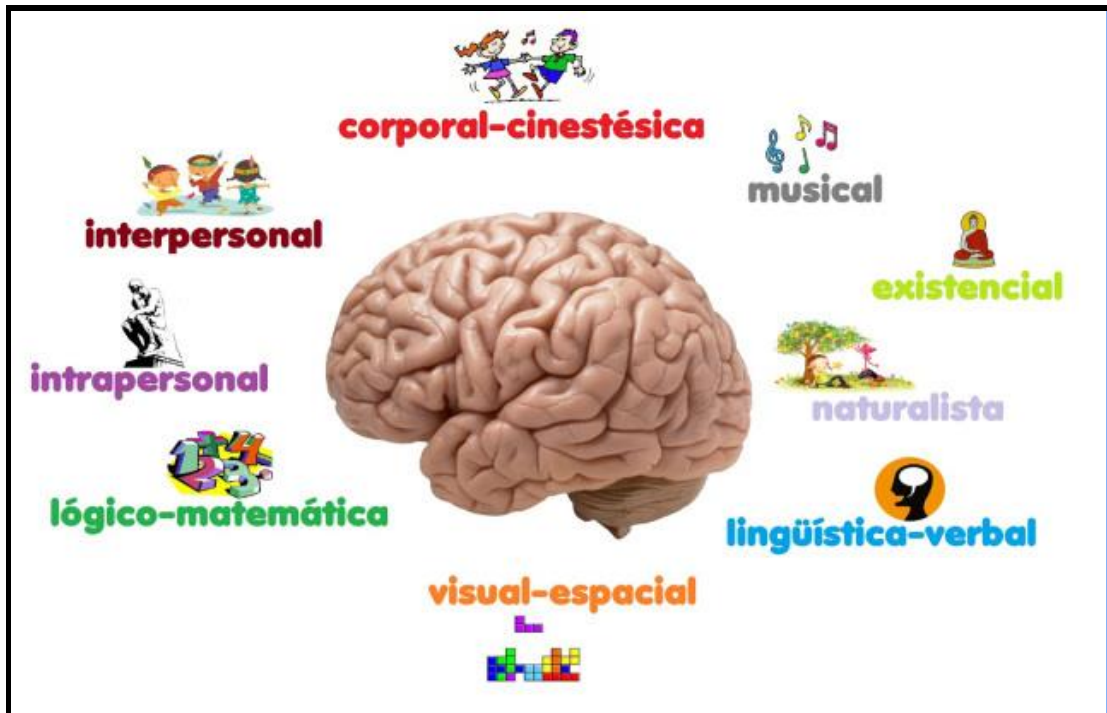 corporal-cinestésica
musical
interpersonal
existencial
intrapersonal
naturalista
lógico-matemática
lingüística-verbal
visual-espacial